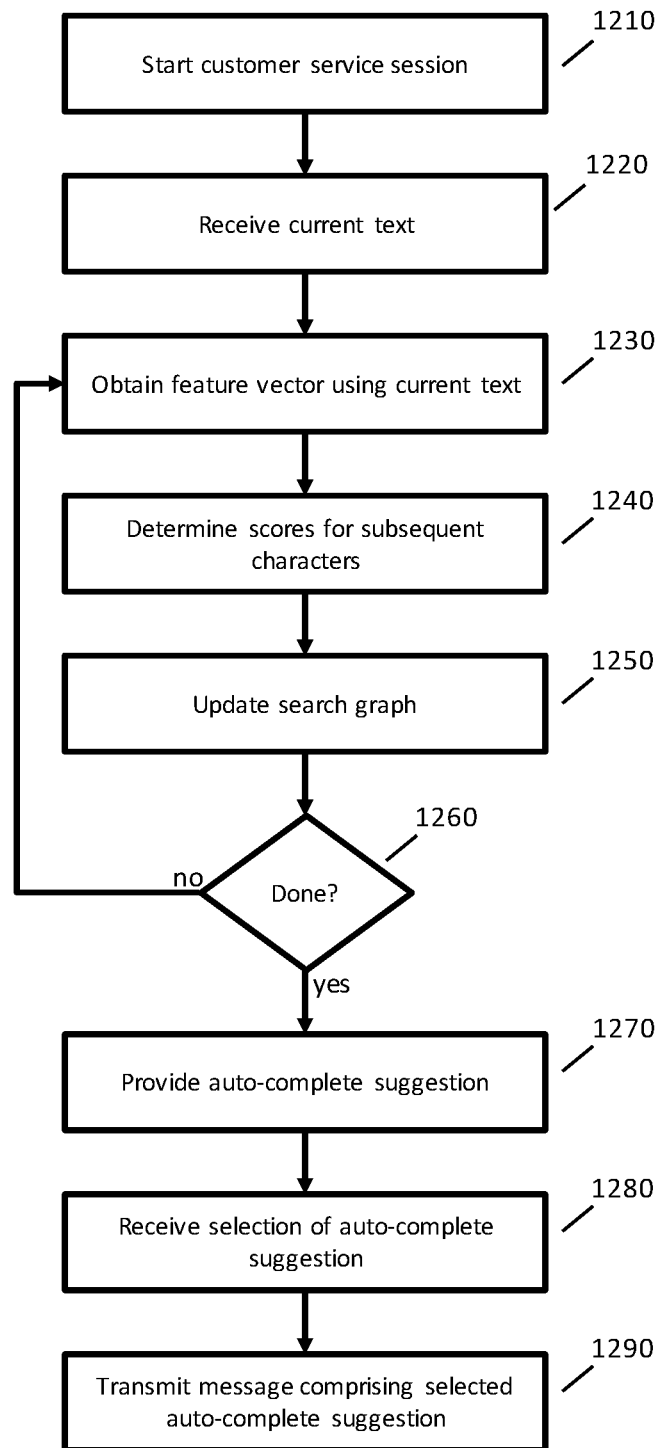 1210
Start customer service session
1220
Receive current text
1230
Obtain feature vector using current text
1240
Determine scores for subsequent
characters
1250
Update search graph
1260
Done?
no
yes
1270
Provide auto-complete suggestion
1280
Receive selection of auto-complete
suggestion
1290
Transmit message comprising selected
auto-complete suggestion